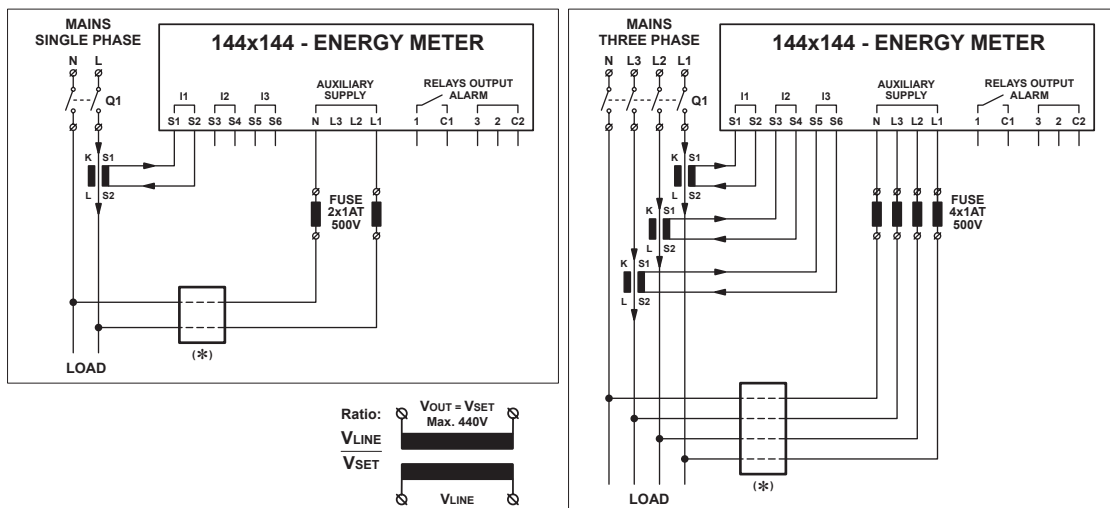 MAINS
SINGLE PHASE
N L
Q1
144x144 - ENERGY METER
AUXILIARY
SUPPLY
RELAYS OUTPUT
ALARM
I1 I2 I3
S1 S2 S3 S4 S5 S6 N L3 L2 L1 1 C1 3 2 C2
K S1
L S2
FUSE
2x1AT
500V
(*)
LOAD
Ratio:
VLINE
VSET
VOUT = VSET
Max. 440V
VLINE
MAINS
THREE PHASE
N L3 L2 L1
Q1
144x144 - ENERGY METER
AUXILIARY
SUPPLY
RELAYS OUTPUT
ALARM
I1 I2 I3
S1 S2 S3 S4 S5 S6 N L3 L2 L1 1 C1 3 2 C2
K S1
L S2
K S1
L S2
K S1
L S2
FUSE
4x1AT
500V
(*)
LOAD